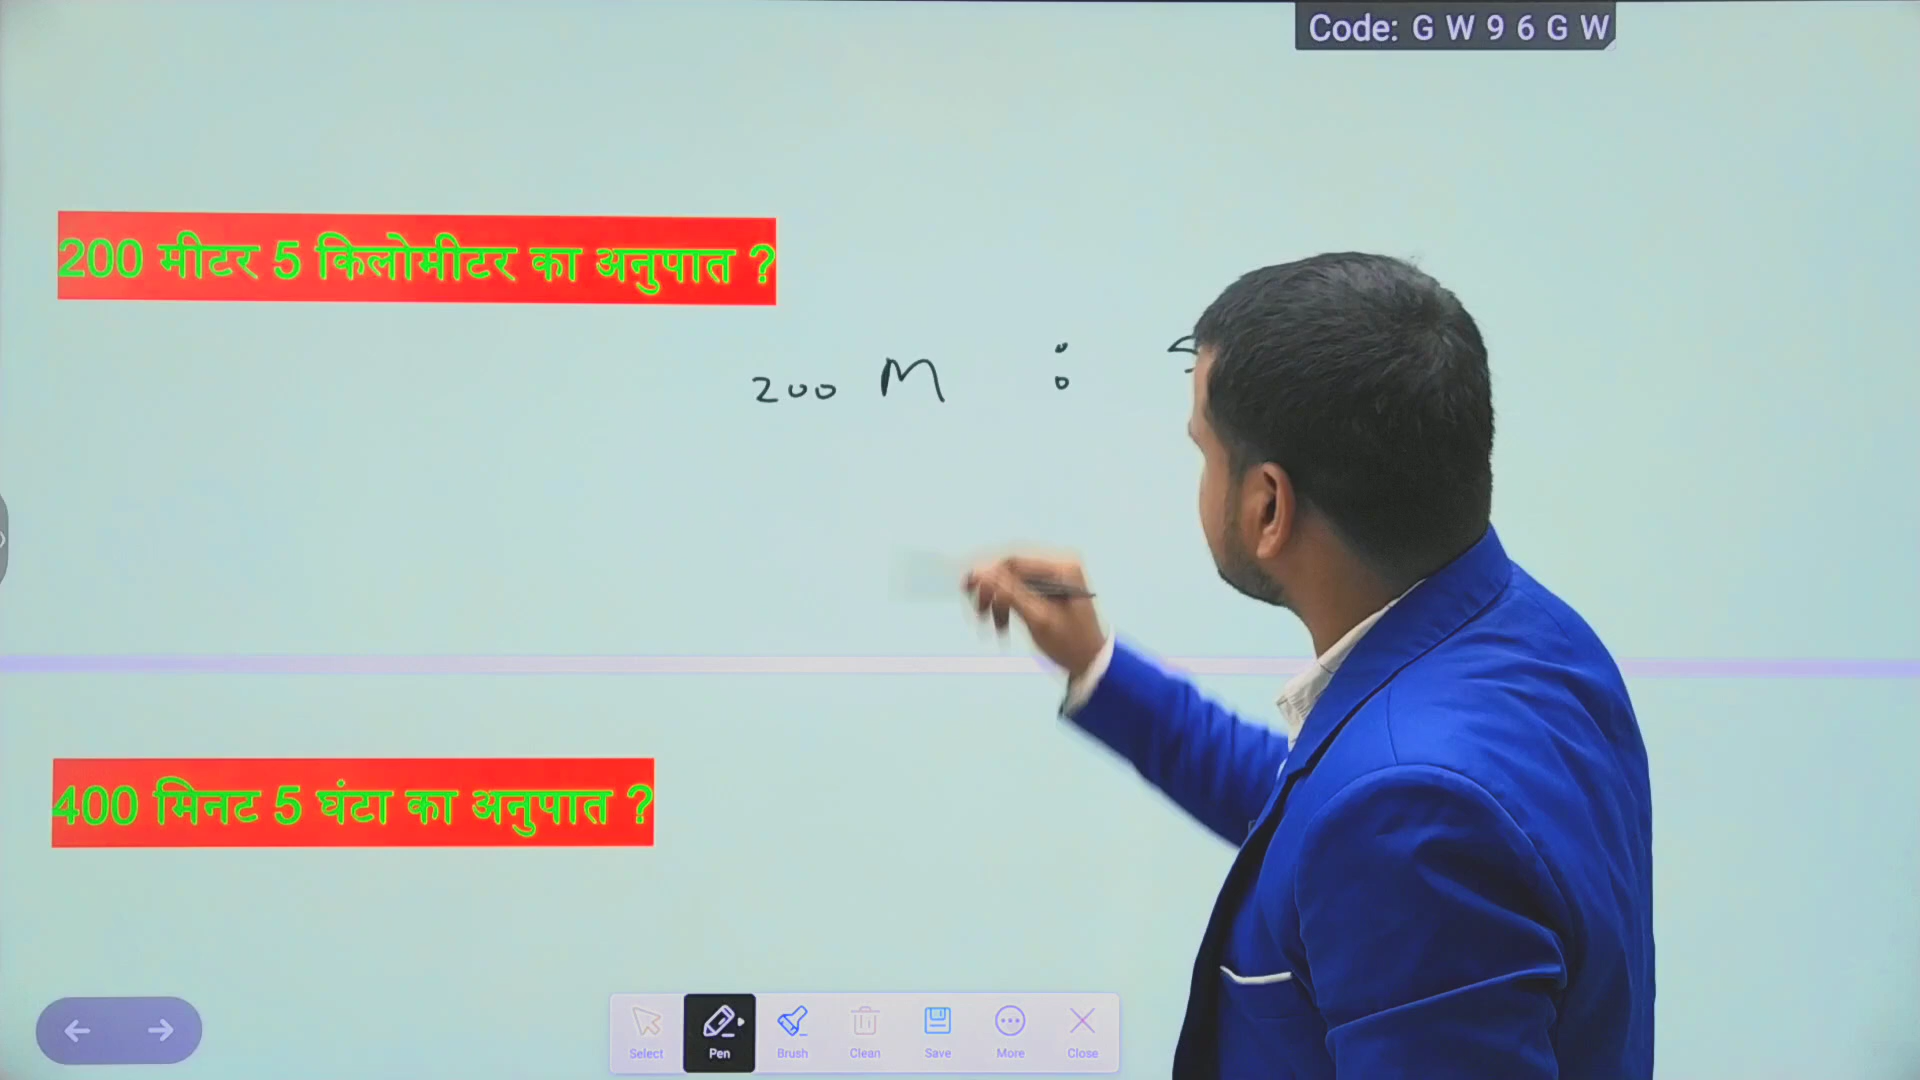 Code: G W 9 6 G W
200 मीटर 5 किलोमीटर का अनुपात ?
200 M :
400 मिनट 5 घंटा का अनुपात ?
Select Pen Brush Clean Save More Close